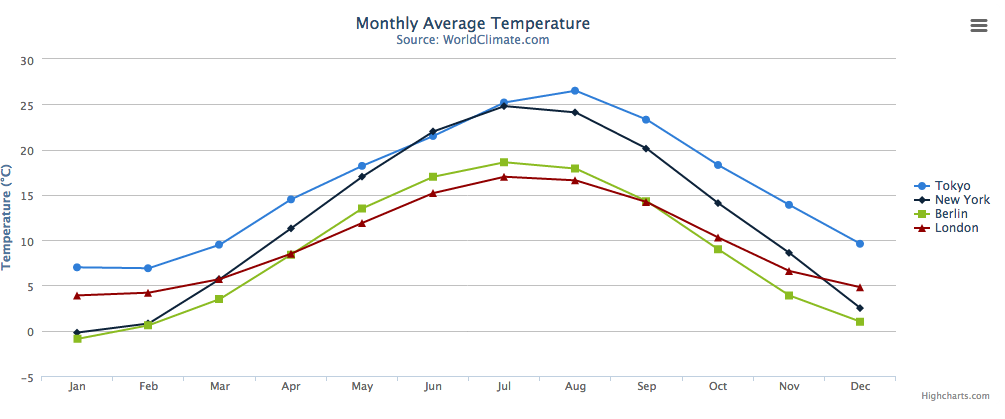 Monthly Average Temperature
Source: WorldClimate.com
Temperature (°C)
30
25
20
15
10
5
0
−5
Jan Feb Mar Apr May Jun Jul Aug Sep Oct Nov Dec
Tokyo
New York
Berlin
London
Highcharts.com